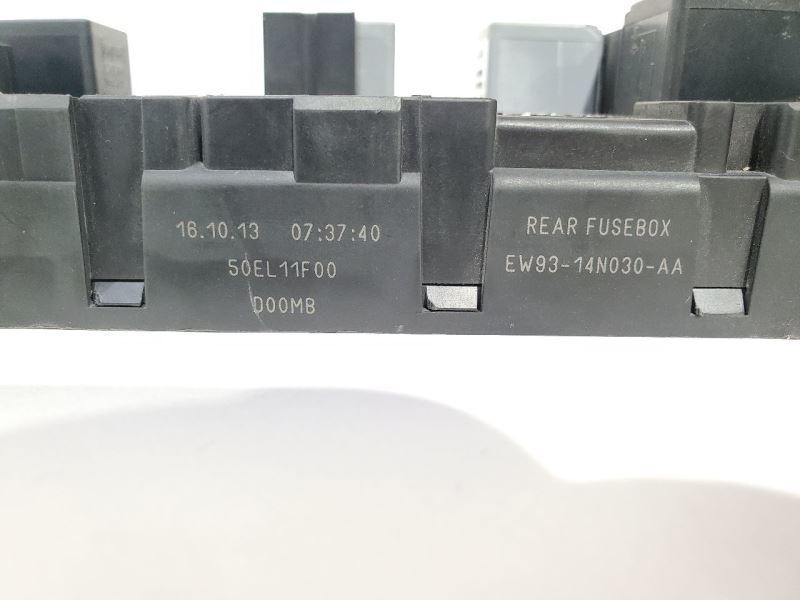 16.10.13 07:37:40
50EL11F00
D00MB
REAR FUSEBOX
EW93-14N030-AA